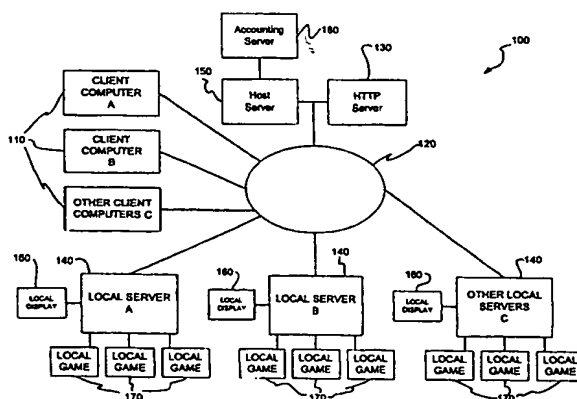 Accounting
Server
180
130
100
150
Host
Server
HTTP
Server
CLIENT
COMPUTER
A
110
CLIENT
COMPUTER
B
420
OTHER CLIENT
COMPUTERS C
160
140
LOCAL DISPLAY
LOCAL SERVER
A
160
140
LOCAL DISPLAY
LOCAL SERVER
B
160
140
LOCAL DISPLAY
OTHER LOCAL
SERVERS
C
LOCAL
GAME
LOCAL
GAME
LOCAL
GAME
170
LOCAL
GAME
LOCAL
GAME
LOCAL
GAME
170
LOCAL
GAME
LOCAL
GAME
LOCAL
GAME
170